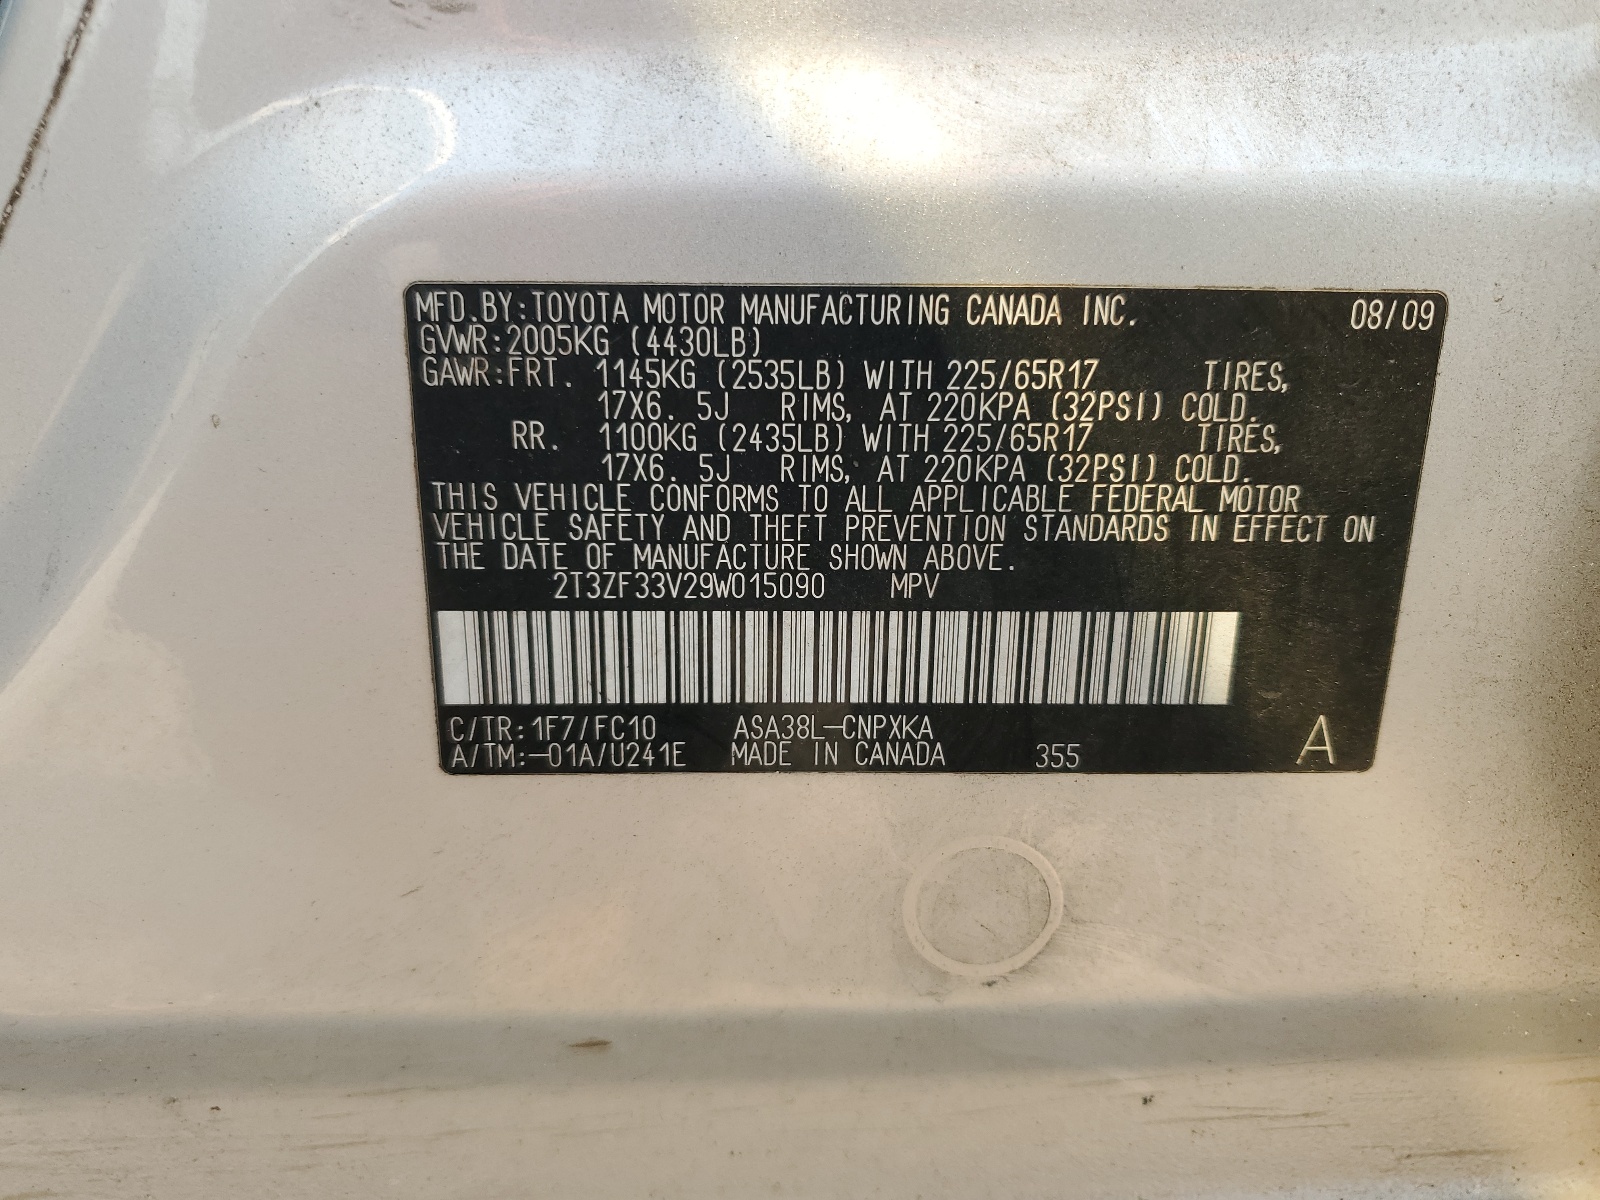 MFD.BY:TOYOTA MOTOR MANUFACTURING CANADA INC. 08/09
GVWR:2005KG (4430LB)
GAWR:FRT. 1145KG (2535LB) WITH 225/65R17 TIRES,
17X6. 5J RIMS, AT 220KPA (32PSI) COLD.
RR. 1100KG (2435LB) WITH 225/65R17 TIRES,
17X6. 5J RIMS, AT 220KPA (32PSI) COLD.
THIS VEHICLE CONFORMS TO ALL APPLICABLE FEDERAL MOTOR
VEHICLE SAFETY AND THEFT PREVENTION STANDARDS IN EFFECT ON
THE DATE OF MANUFACTURE SHOWN ABOVE.
2T3ZF33V29W015090 MPV
C/TR:1F7/FC10 ASA38L-CNPXKA
A/TM:-01A/U241E MADE IN CANADA 355 A